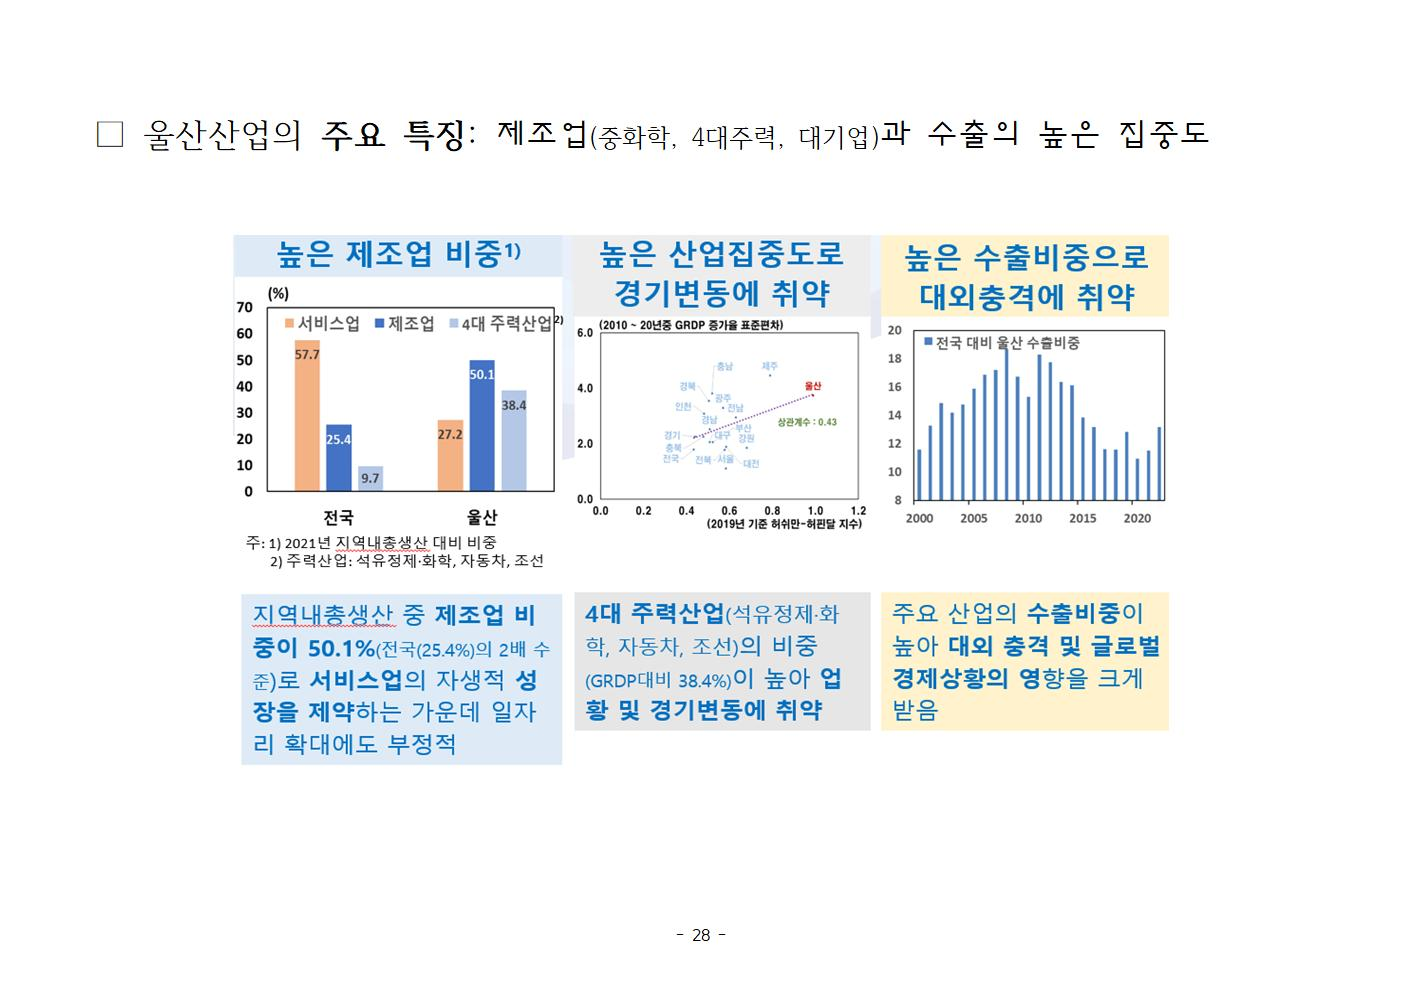 □ 울산산업의 주요 특징: 제조업(중화학, 4대주력, 대기업)과 수출의 높은 집중도
높은 제조업 비중1)
(%)
70
60
50
40
30
20
10
0
서비스업 제조업 4대 주력산업2)
57.7
25.4
9.7
27.2
50.1
38.4
전국 울산
주: 1) 2021년 지역내총생산 대비 비중
2) 주력산업: 석유정제·화학, 자동차, 조선
지역내총생산 중 제조업 비
중이 50.1%(전국(25.4%)의 2배 수
준)로 서비스업의 자생적 성
장을 제약하는 가운데 일자
리 확대에도 부정적
높은 산업집중도로
경기변동에 취약
(2010 ~ 20년중 GRDP 증가율 표준편차)
6.0
4.0
2.0
0.0
충남 제주
경북 울산
광주
인천 전남
경남 상관계수 : 0.43
부산
경기 대구 강원
충북
전국 전북 서울 대전
0.0 0.2 0.4 0.6 0.8 1.0 1.2
(2019년 기준 허쉬만-허핀달 지수)
4대 주력산업(석유정제·화
학, 자동차, 조선)의 비중
(GRDP대비 38.4%)이 높아 업
황 및 경기변동에 취약
높은 수출비중으로
대외충격에 취약
20
18
16
14
12
10
8
전국 대비 울산 수출비중
2000 2005 2010 2015 2020
주요 산업의 수출비중이
높아 대외 충격 및 글로벌
경제상황의 영향을 크게
받음
- 28 -